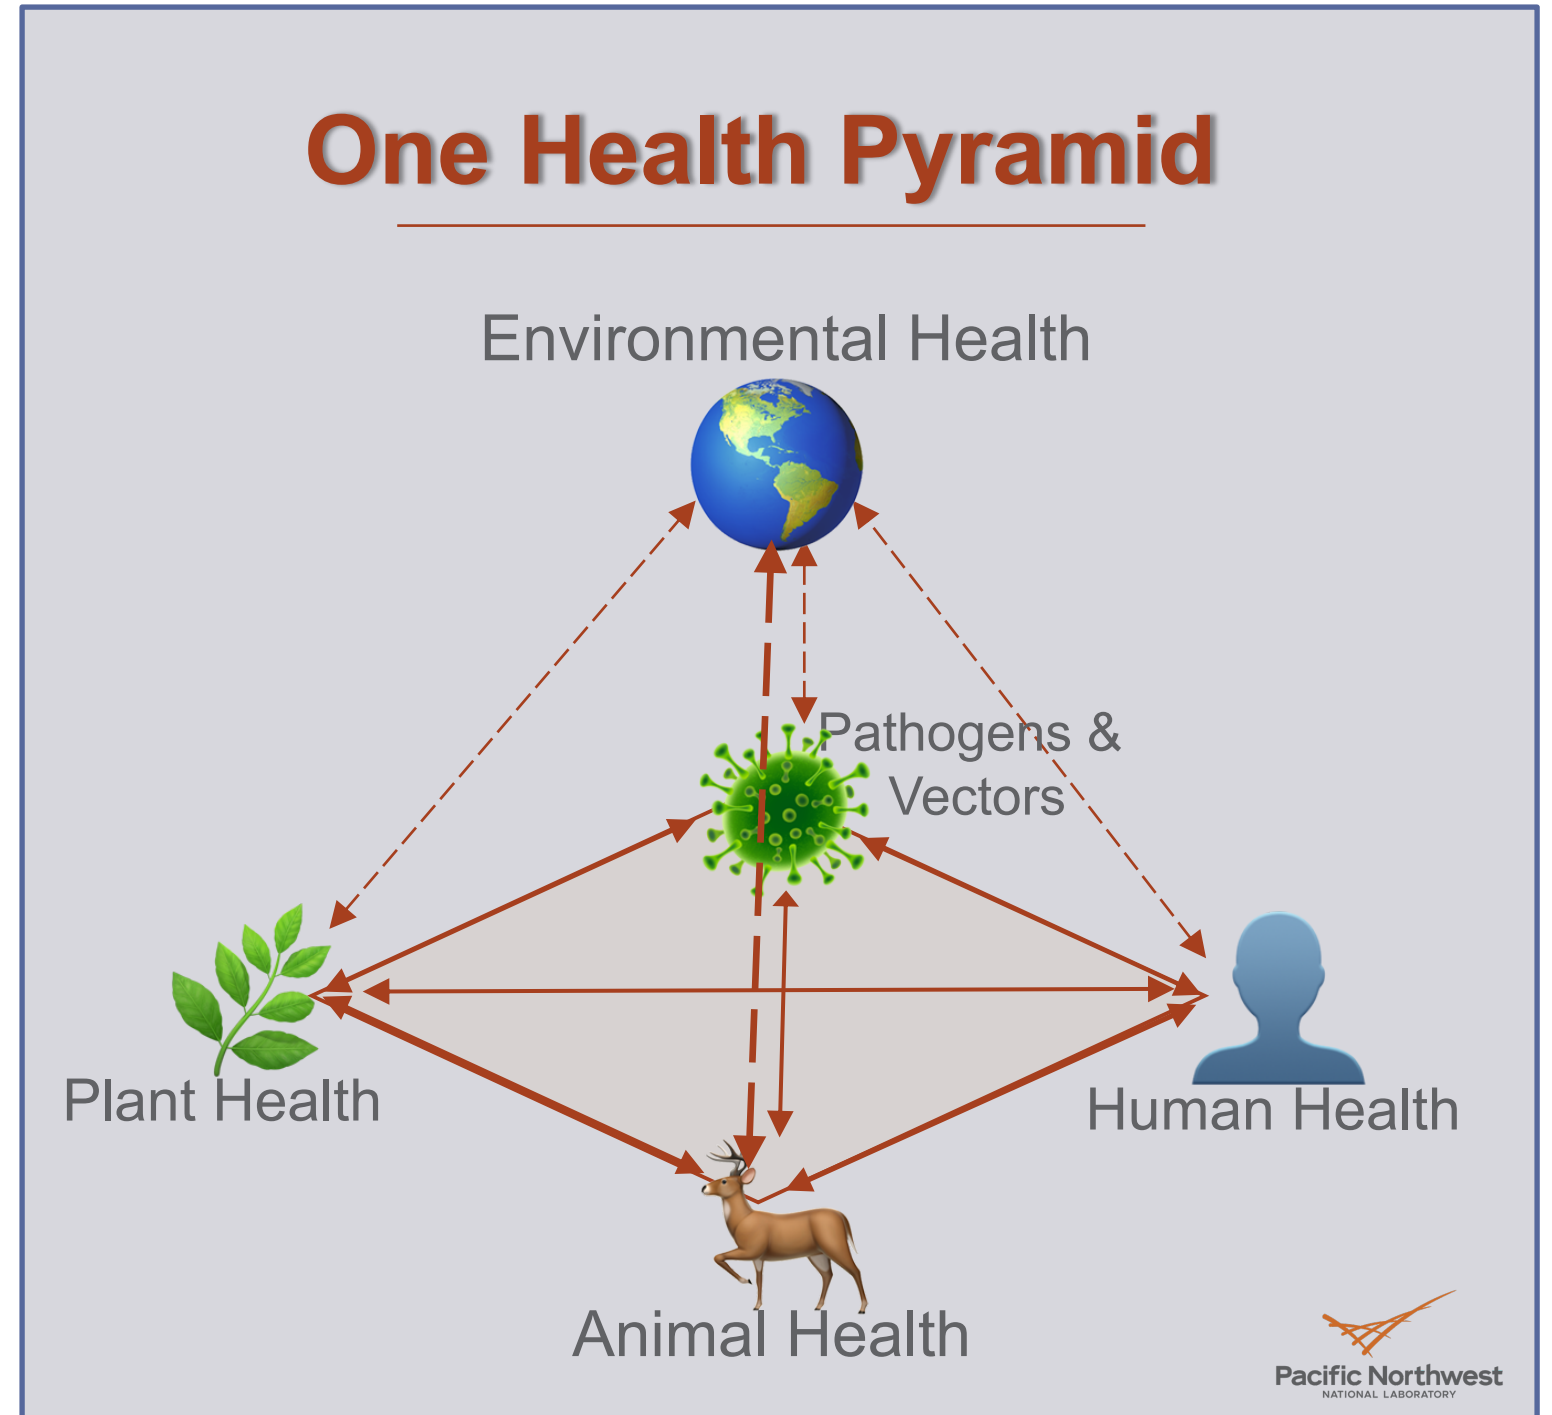 One Health Pyramid
Environmental Health
Pathogens &
Vectors
Plant Health
Human Health
Animal Health
Pacific Northwest
NATIONAL LABORATORY